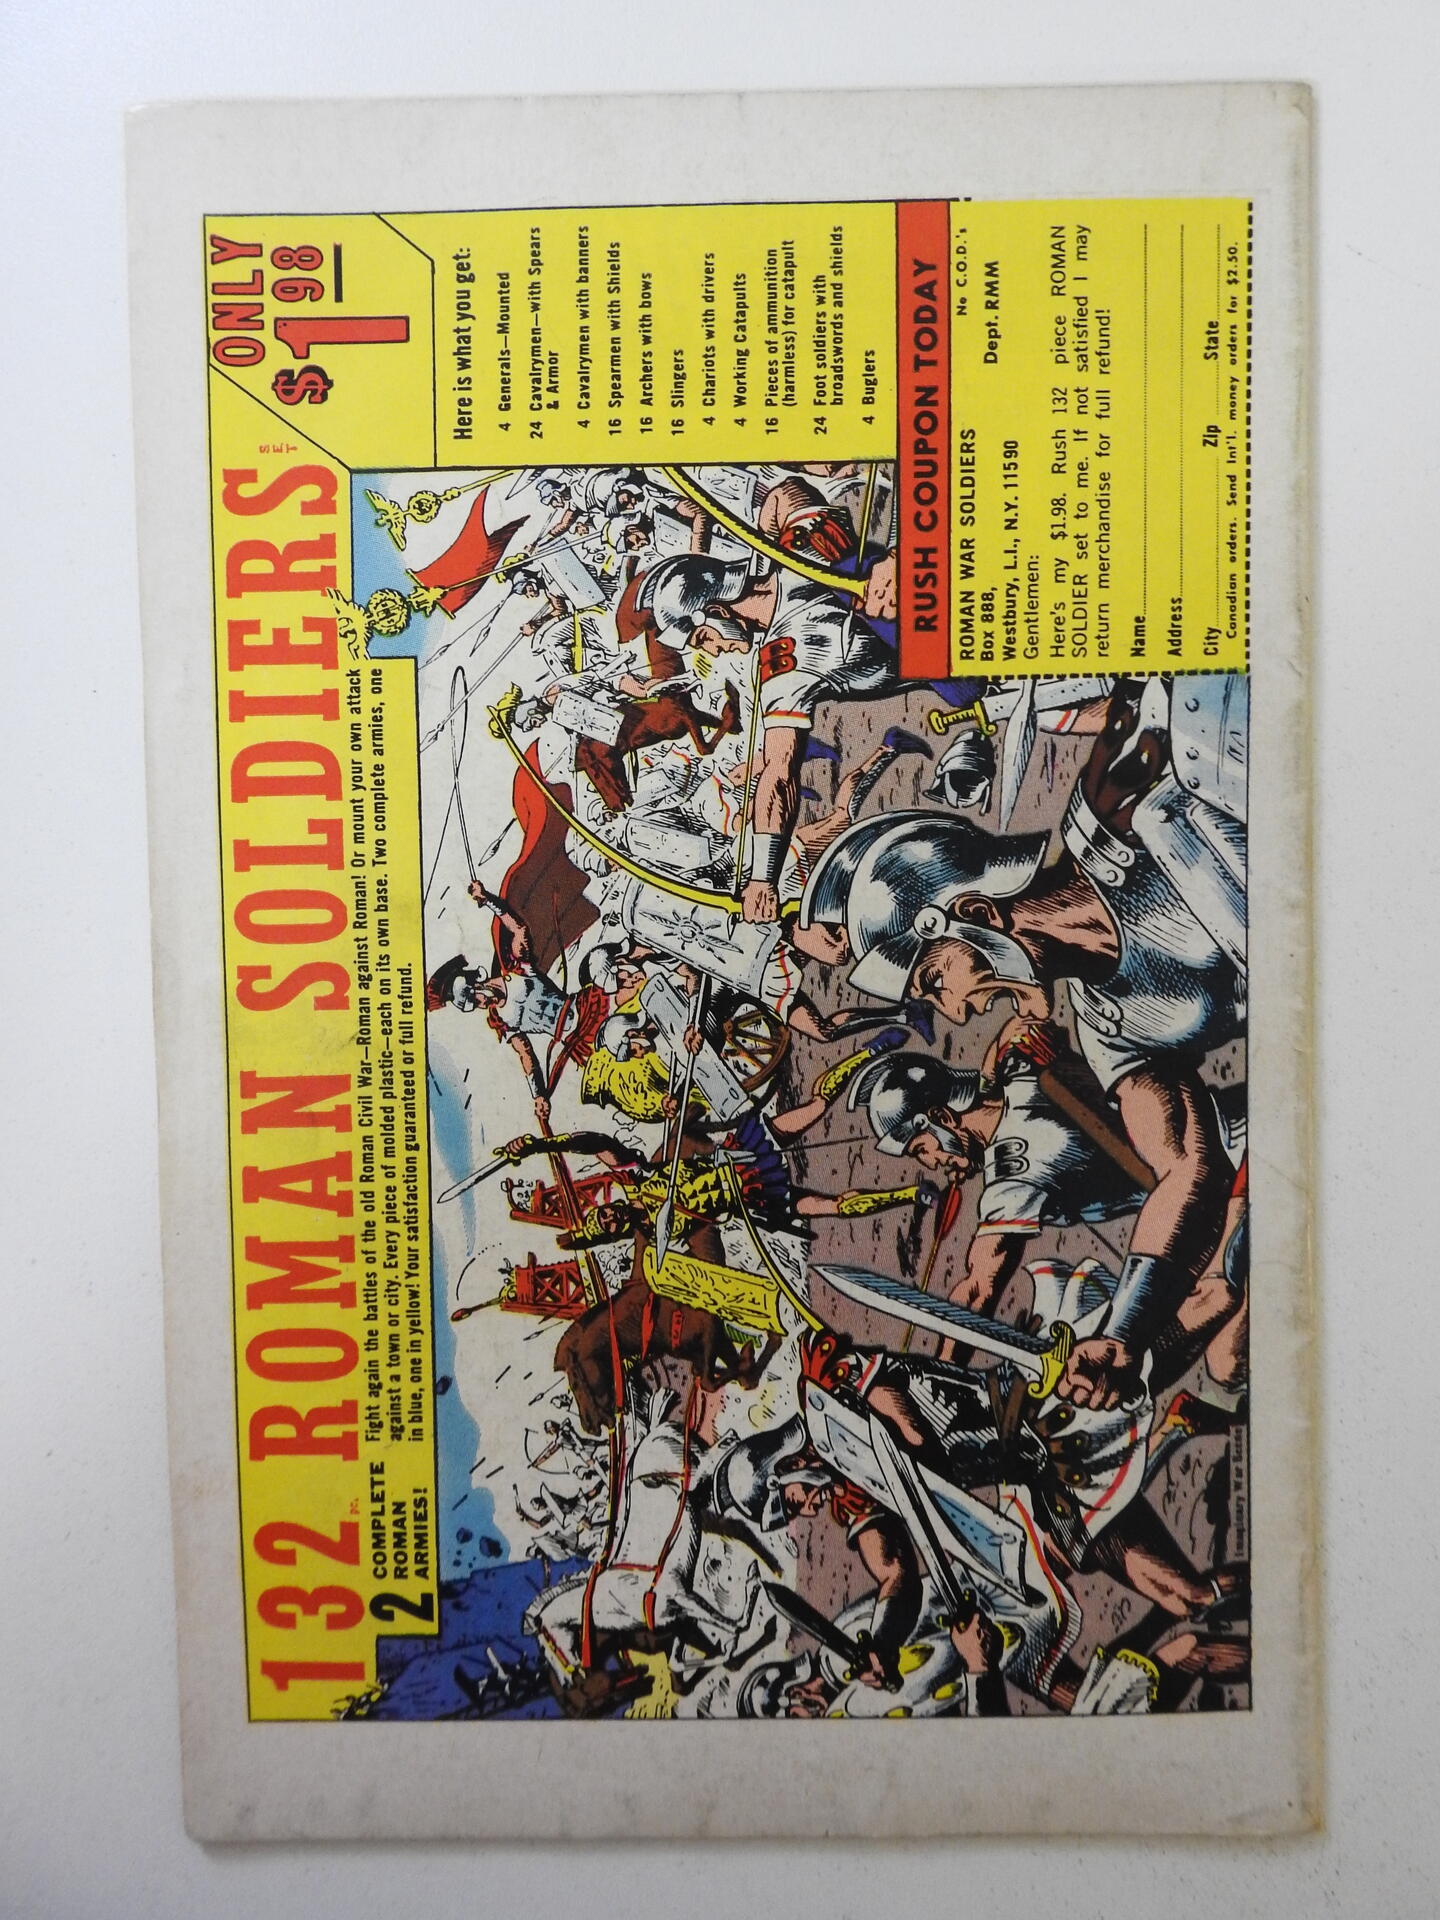 132 PC. ROMAN SOLDIERS SET
ONLY
$1 98
2 COMPLETE
ROMAN
ARMIES!
Fight again the battles of the old Roman Civil War—Roman against Roman! Or mount your own attack
against a town or city. Every piece of molded plastic—each on its own base. Two complete armies, one
in blue, one in yellow! Your satisfaction guaranteed or full refund.
Here is what you get:
4 Generals—Mounted
24 Cavalrymen—with Spears
& Armor
4 Cavalrymen with banners
16 Spearmen with Shields
16 Archers with bows
16 Slingers
4 Chariots with drivers
4 Working Catapults
16 Pieces of ammunition
(harmless) for catapult
24 Foot soldiers with
broadswords and shields
4 Buglers
RUSH COUPON TODAY
No C.O.D.'s
ROMAN WAR SOLDIERS
Box 888, Dept. RMM
Westbury, L.I., N.Y. 11590
Gentlemen:
Here's my $1.98. Rush 132 piece ROMAN
SOLDIER set to me. If not satisfied I may
return merchandise for full refund!
Name
Address
City Zip State
Canadian orders. Send Int'l. money orders for $2.50.
Imaginary War Scene